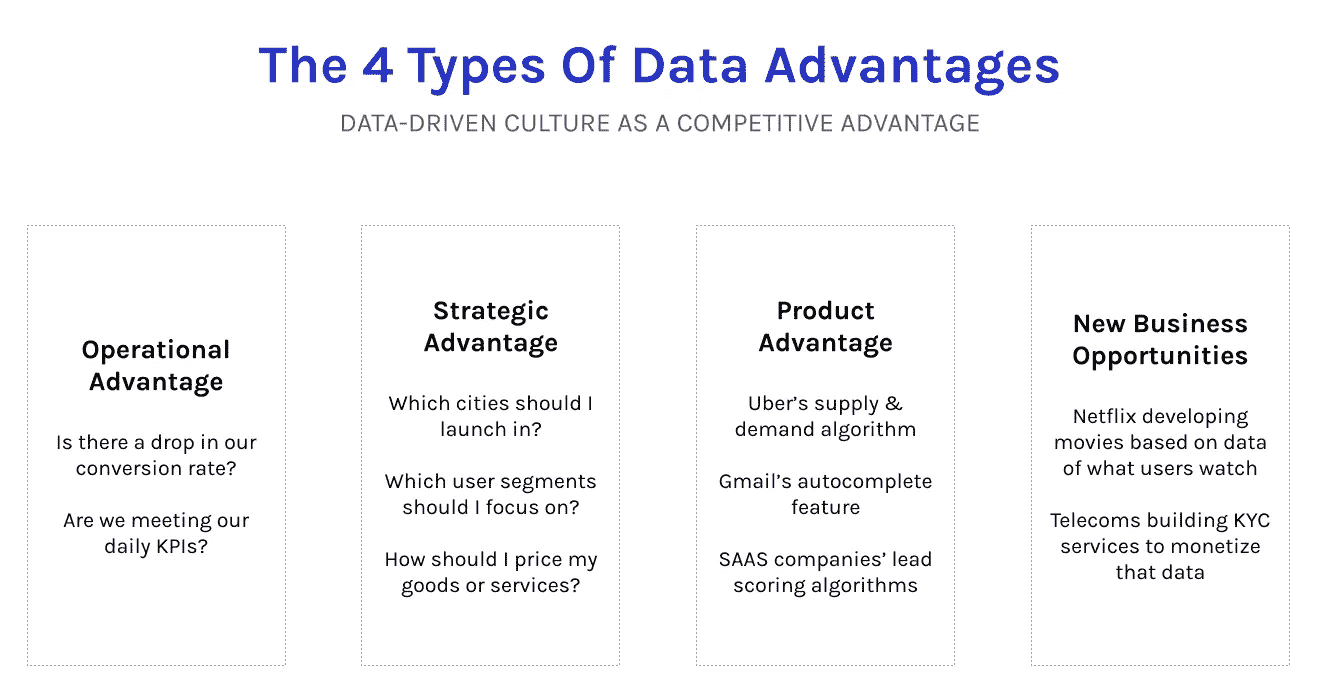 The 4 Types Of Data Advantages
DATA-DRIVEN CULTURE AS A COMPETITIVE ADVANTAGE
Operational
Advantage
Is there a drop in our
conversion rate?
Are we meeting our
daily KPIs?
Strategic
Advantage
Which cities should I
launch in?
Which user segments
should I focus on?
How should I price my
goods or services?
Product
Advantage
Uber’s supply &
demand algorithm
Gmail’s autocomplete
feature
SAAS companies’ lead
scoring algorithms
New Business
Opportunities
Netflix developing
movies based on data
of what users watch
Telecoms building KYC
services to monetize
that data